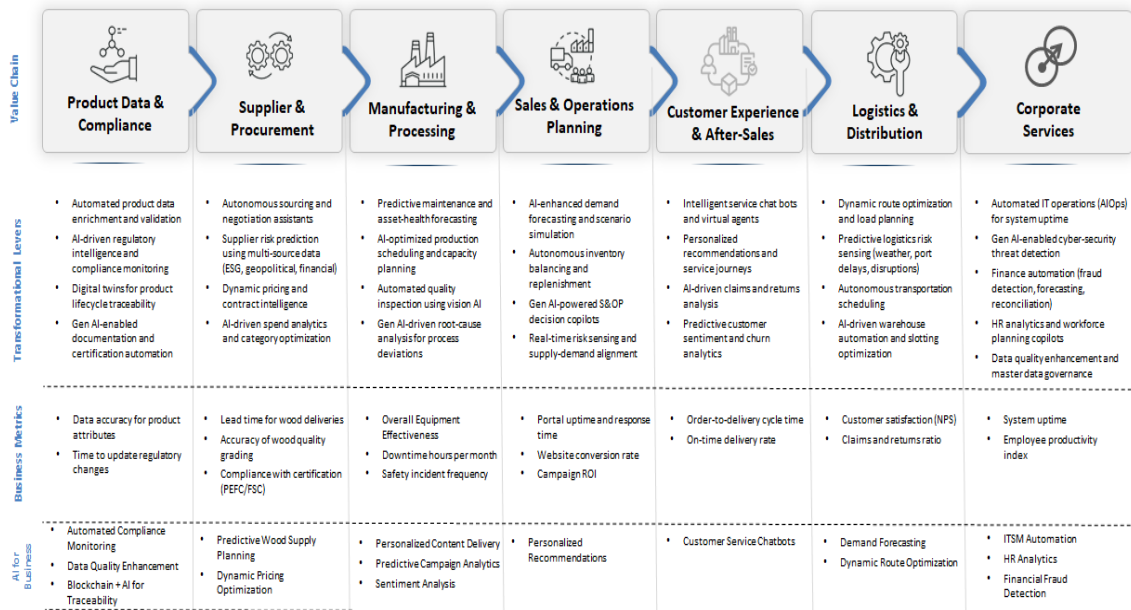 Value Chain
Product Data &
Compliance
Supplier &
Procurement
Manufacturing &
Processing
Sales & Operations
Planning
Customer Experience
& After-Sales
Logistics &
Distribution
Corporate
Services
Transformational Levers
• Automated product data
enrichment and validation
• AI-driven regulatory
intelligence and
compliance monitoring
• Digital twins for product
lifecycle traceability
• Gen AI-enabled
documentation and
certification automation
• Autonomous sourcing and
negotiation assistants
• Supplier risk prediction
using multi-source data
(ESG, geopolitical, financial)
• Dynamic pricing and
contract intelligence
• AI-driven spend analytics
and category optimization
• Predictive maintenance and
asset-health forecasting
• AI-optimized production
scheduling and capacity
planning
• Automated quality
inspection using vision AI
• Gen AI-driven root-cause
analysis for process
deviations
• AI-enhanced demand
forecasting and scenario
simulation
• Autonomous inventory
balancing and
replenishment
• Gen AI-powered S&OP
decision copilots
• Real-time risk sensing and
supply-demand alignment
• Intelligent service chat bots
and virtual agents
• Personalized
recommendations and
service journeys
• AI-driven claims and returns
analysis
• Predictive customer
sentiment and churn
analytics
• Dynamic route optimization
and load planning
• Predictive logistics risk
sensing (weather, port
delays, disruptions)
• Autonomous transportation
scheduling
• AI-driven warehouse
automation and slotting
optimization
• Automated IT operations (AIOps)
for system uptime
• Gen AI-enabled cyber-security
threat detection
• Finance automation (fraud
detection, forecasting,
reconciliation)
• HR analytics and workforce
planning copilots
• Data quality enhancement and
master data governance
Business Metrics
• Data accuracy for product
attributes
• Time to update regulatory
changes
• Lead time for wood deliveries
• Accuracy of wood quality
grading
• Compliance with certification
(PEFC/FSC)
• Overall Equipment
Effectiveness
• Downtime hours per month
• Safety incident frequency
• Portal uptime and response
time
• Website conversion rate
• Campaign ROI
• Order-to-delivery cycle time
• On-time delivery rate
• Customer satisfaction (NPS)
• Claims and returns ratio
• System uptime
• Employee productivity
index
AI for
Business
• Automated Compliance
Monitoring
• Data Quality Enhancement
• Blockchain + AI for
Traceability
• Predictive Wood Supply
Planning
• Dynamic Pricing
Optimization
• Personalized Content Delivery
• Predictive Campaign Analytics
• Sentiment Analysis
• Personalized
Recommendations
• Customer Service Chatbots
• Demand Forecasting
• Dynamic Route Optimization
• ITSM Automation
• HR Analytics
• Financial Fraud
Detection